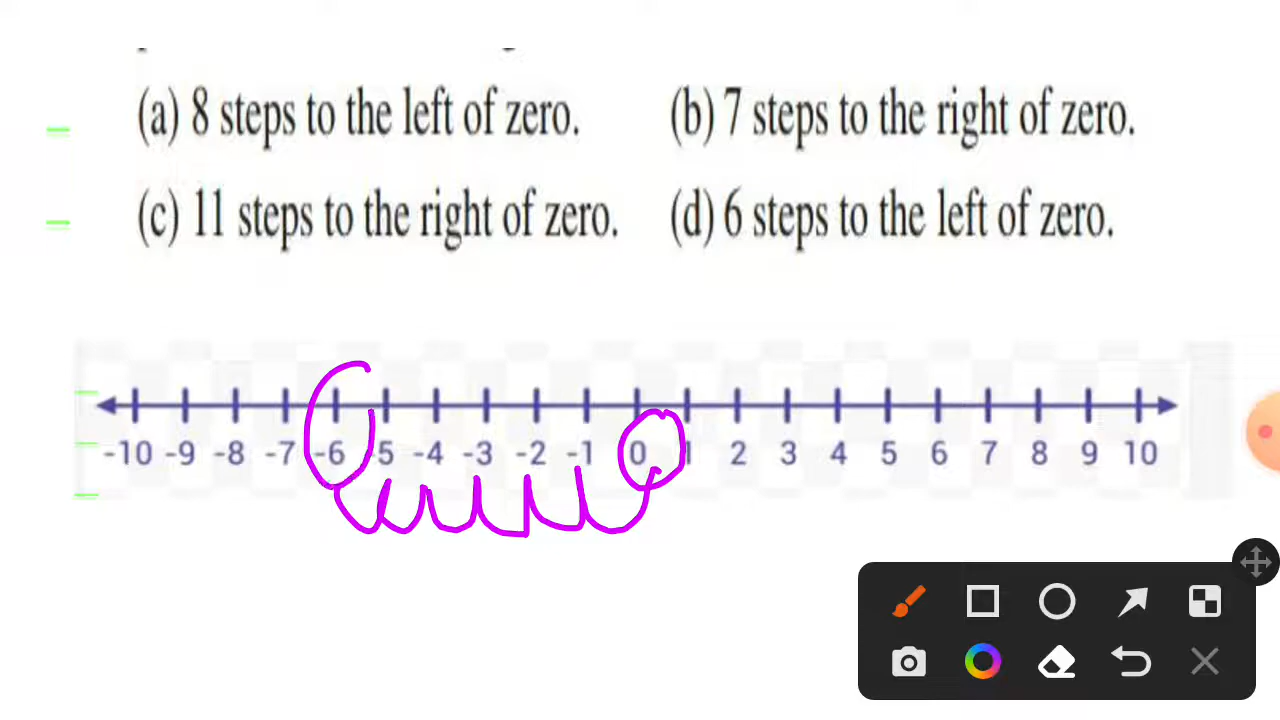 (a) 8 steps to the left of zero. (b) 7 steps to the right of zero.
(c) 11 steps to the right of zero. (d) 6 steps to the left of zero.
-10 -9 -8 -7 -6 -5 -4 -3 -2 -1 0 1 2 3 4 5 6 7 8 9 10